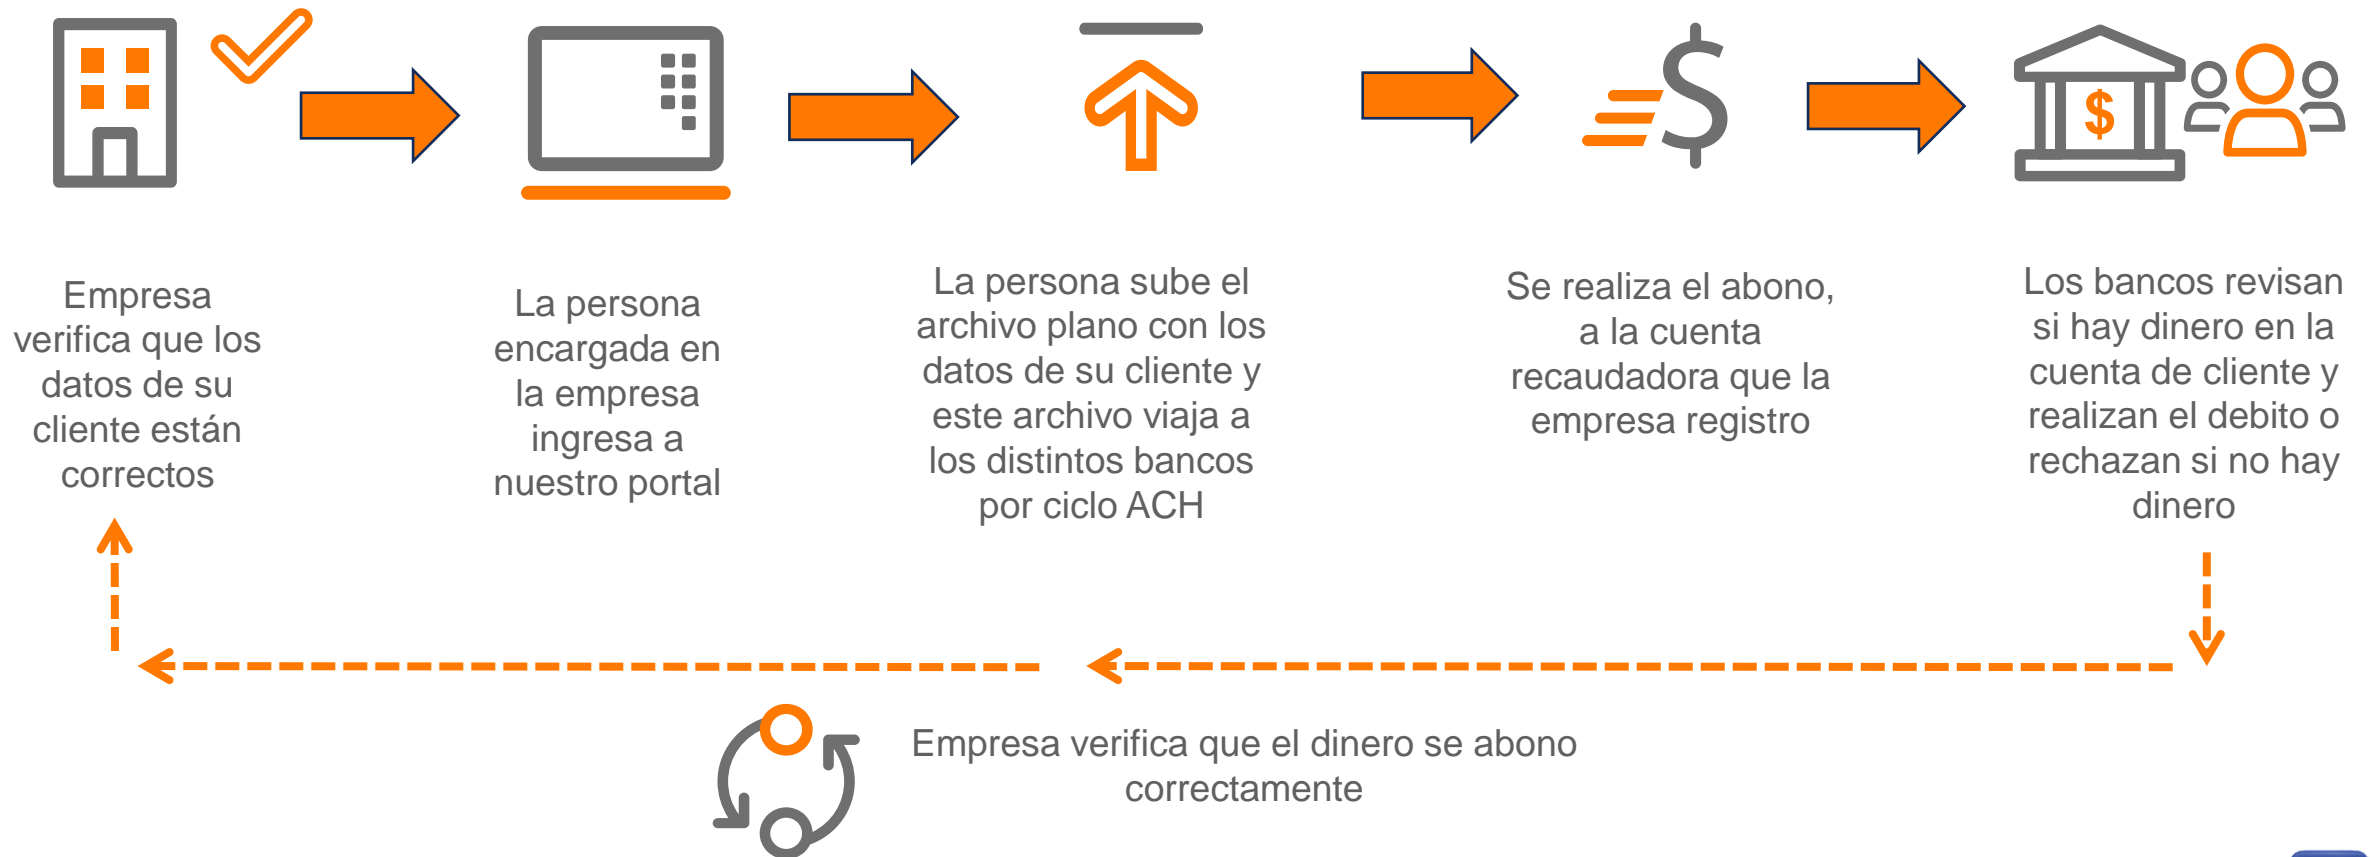 Empresa
verifica que los
datos de su
cliente están
correctos
La persona
encargada en
la empresa
ingresa a
nuestro portal
La persona sube el
archivo plano con los
datos de su cliente y
este archivo viaja a
los distintos bancos
por ciclo ACH
Se realiza el abono,
a la cuenta
recaudadora que la
empresa registro
$
Los bancos revisan
si hay dinero en la
cuenta de cliente y
realizan el debito o
rechazan si no hay
dinero
Empresa verifica que el dinero se abono
correctamente